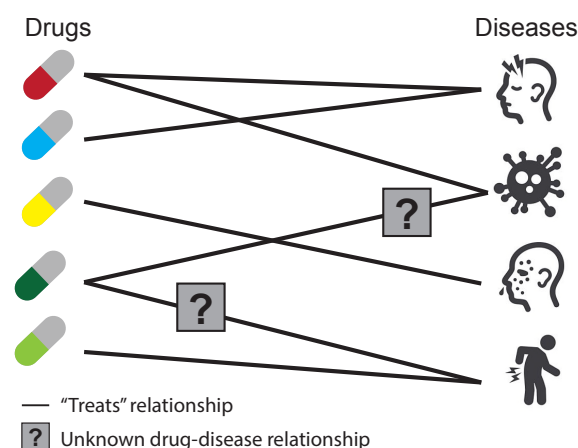 Drugs
Diseases
?
?
“Treats” relationship
? Unknown drug-disease relationship